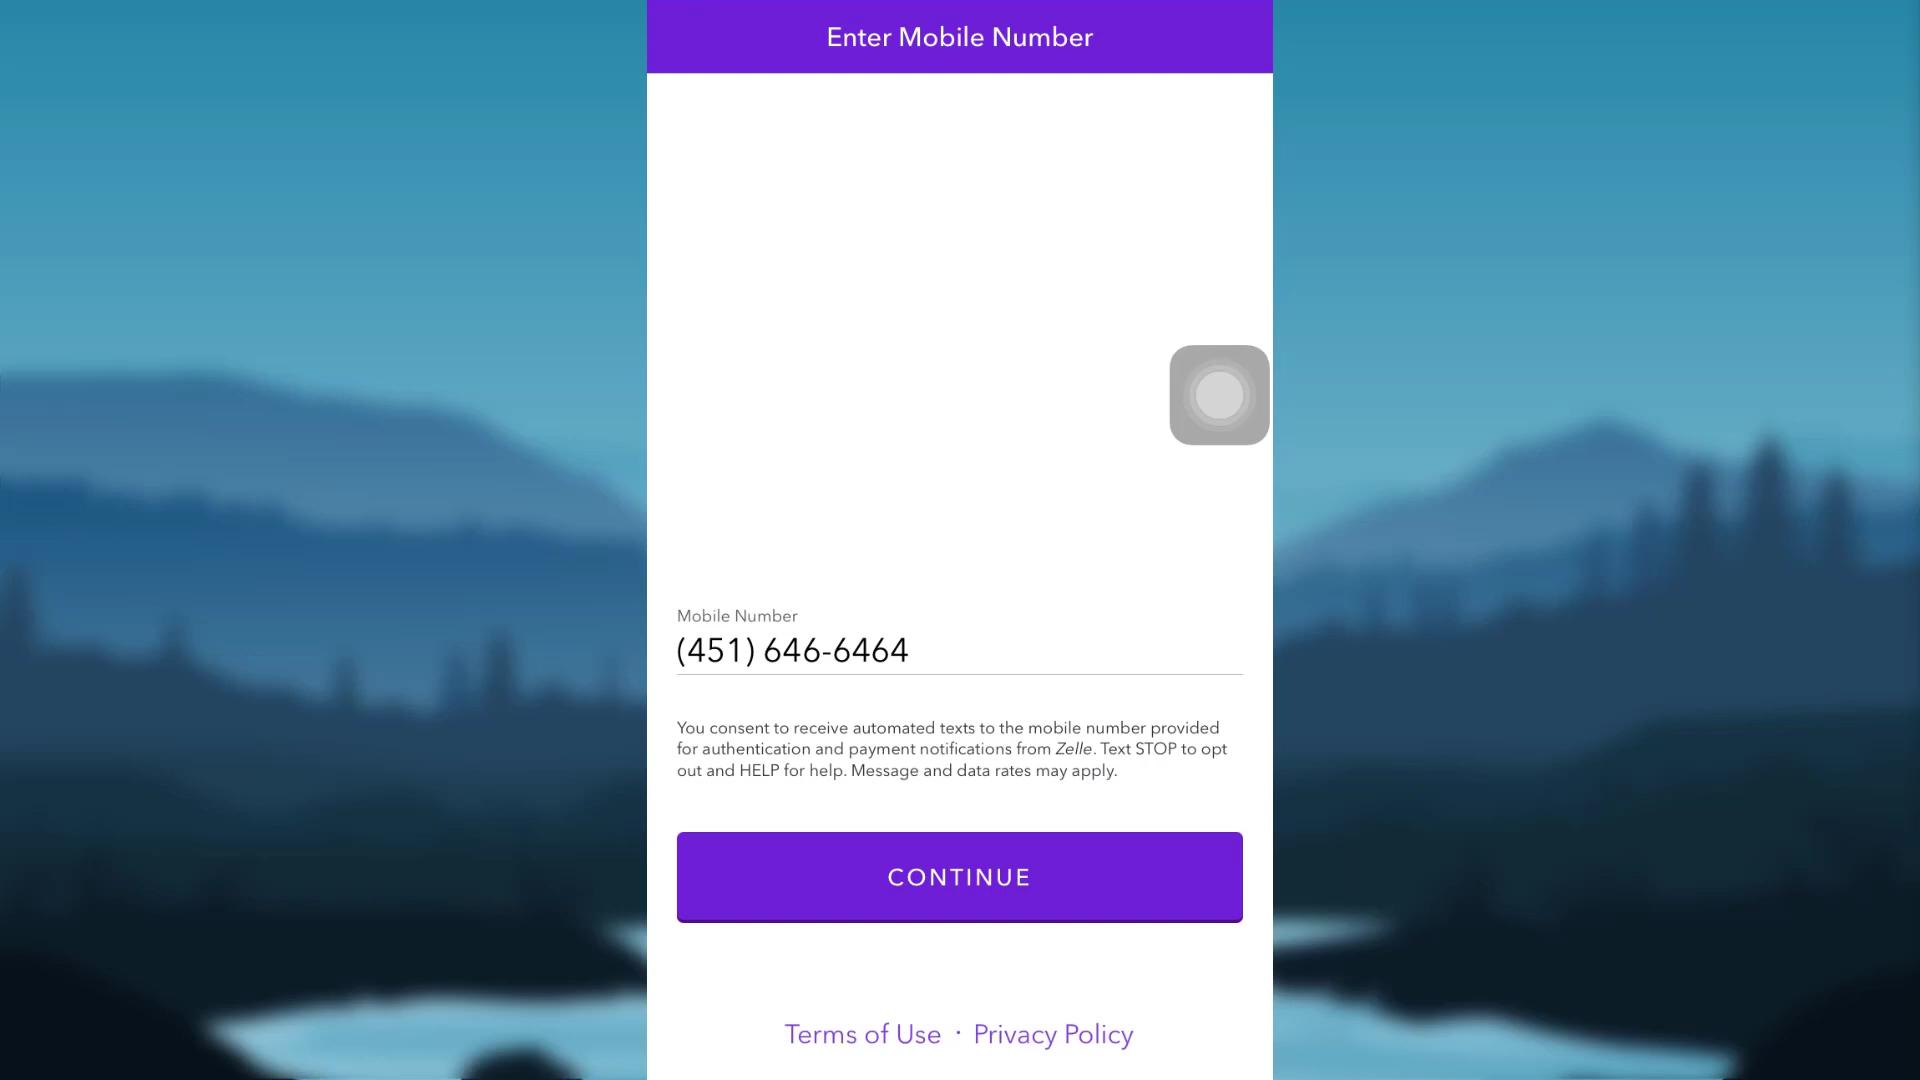 Enter Mobile Number
Mobile Number
(451) 646-6464
You consent to receive automated texts to the mobile number provided
for authentication and payment notifications from Zelle. Text STOP to opt
out and HELP for help. Message and data rates may apply.
CONTINUE
Terms of Use · Privacy Policy